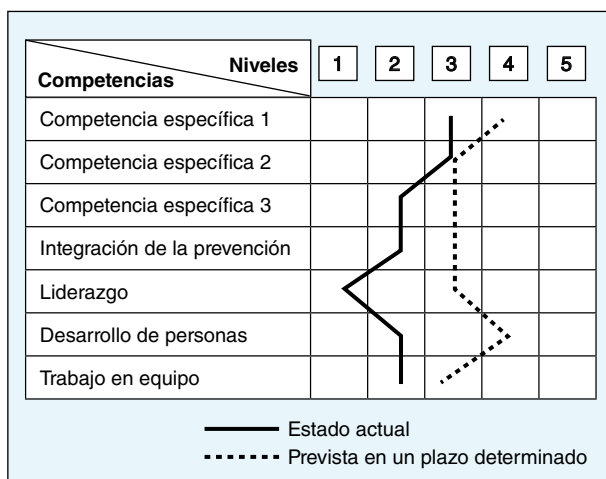 Niveles
Competencias
1 2 3 4 5
Competencia específica 1
Competencia específica 2
Competencia específica 3
Integración de la prevención
Liderazgo
Desarrollo de personas
Trabajo en equipo
Estado actual
Prevista en un plazo determinado